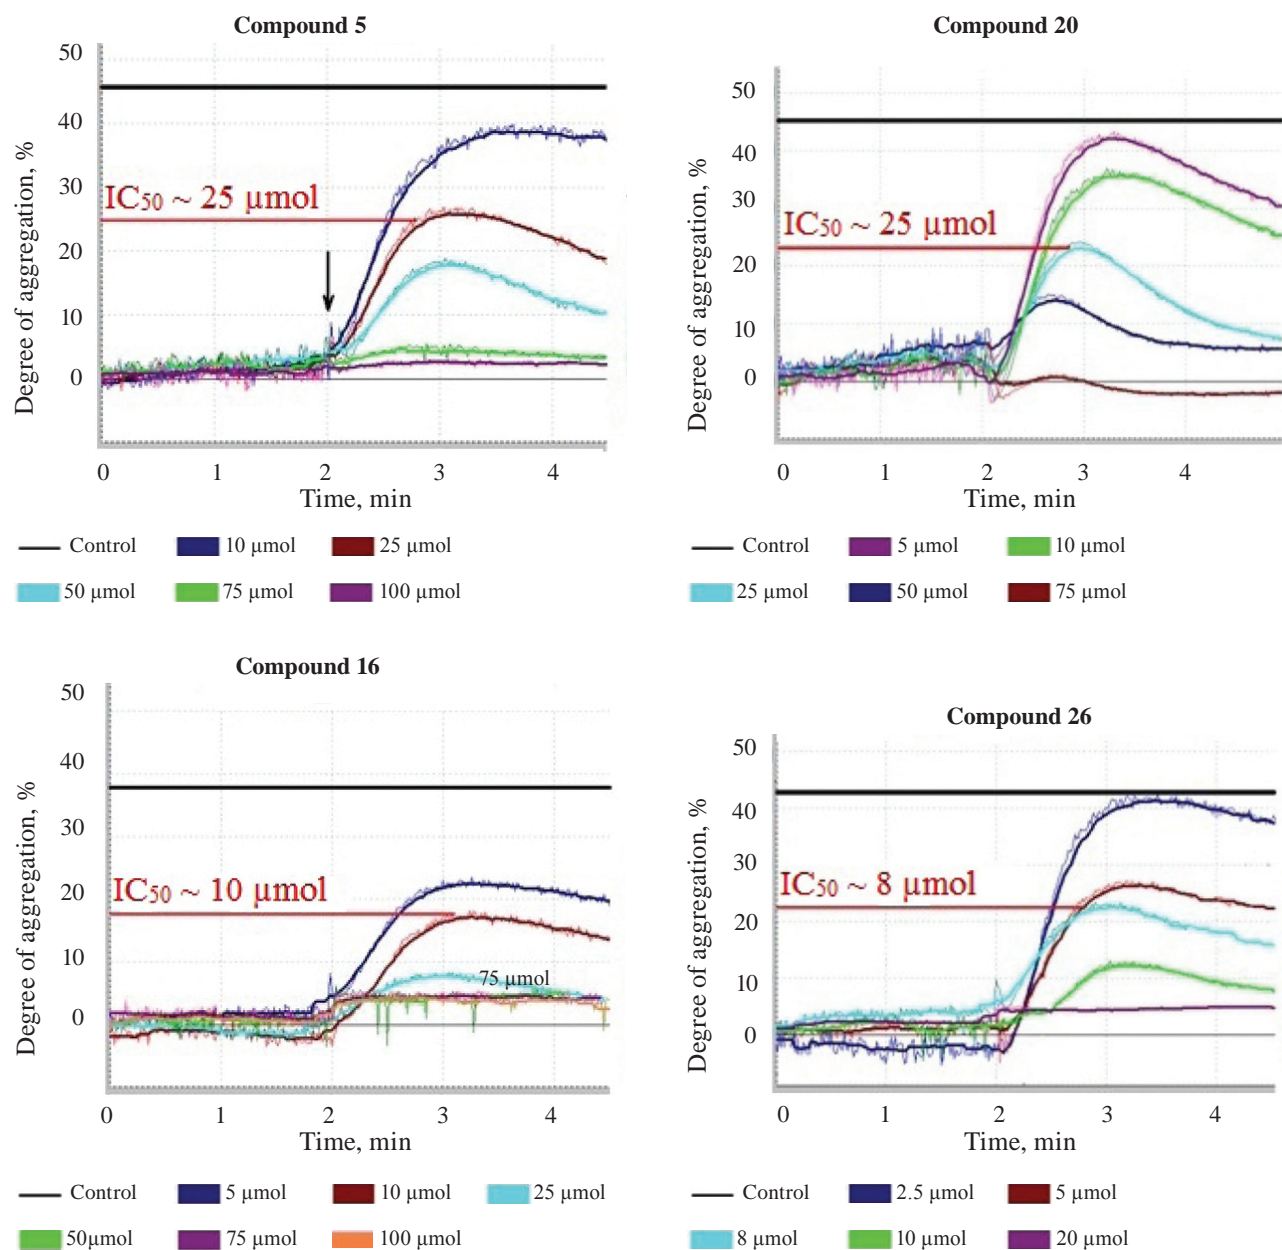 Compound 5
50
40
30
20
10
0
Degree of aggregation, %
IC50 ~ 25 µmol
0 1 2 3 4
Time, min
Control 10 µmol 25 µmol
50 µmol 75 µmol 100 µmol
Compound 20
50
40
30
20
10
0
Degree of aggregation, %
IC50 ~ 25 µmol
0 1 2 3 4
Time, min
Control 5 µmol 10 µmol
25 µmol 50 µmol 75 µmol
Compound 16
50
40
30
20
10
0
Degree of aggregation, %
IC50 ~ 10 µmol
75 µmol
0 1 2 3 4
Time, min
Control 5 µmol 10 µmol 25 µmol
50µmol 75 µmol 100 µmol
Compound 26
50
40
30
20
10
0
Degree of aggregation, %
IC50 ~ 8 µmol
0 1 2 3 4
Time, min
Control 2.5 µmol 5 µmol
8 µmol 10 µmol 20 µmol